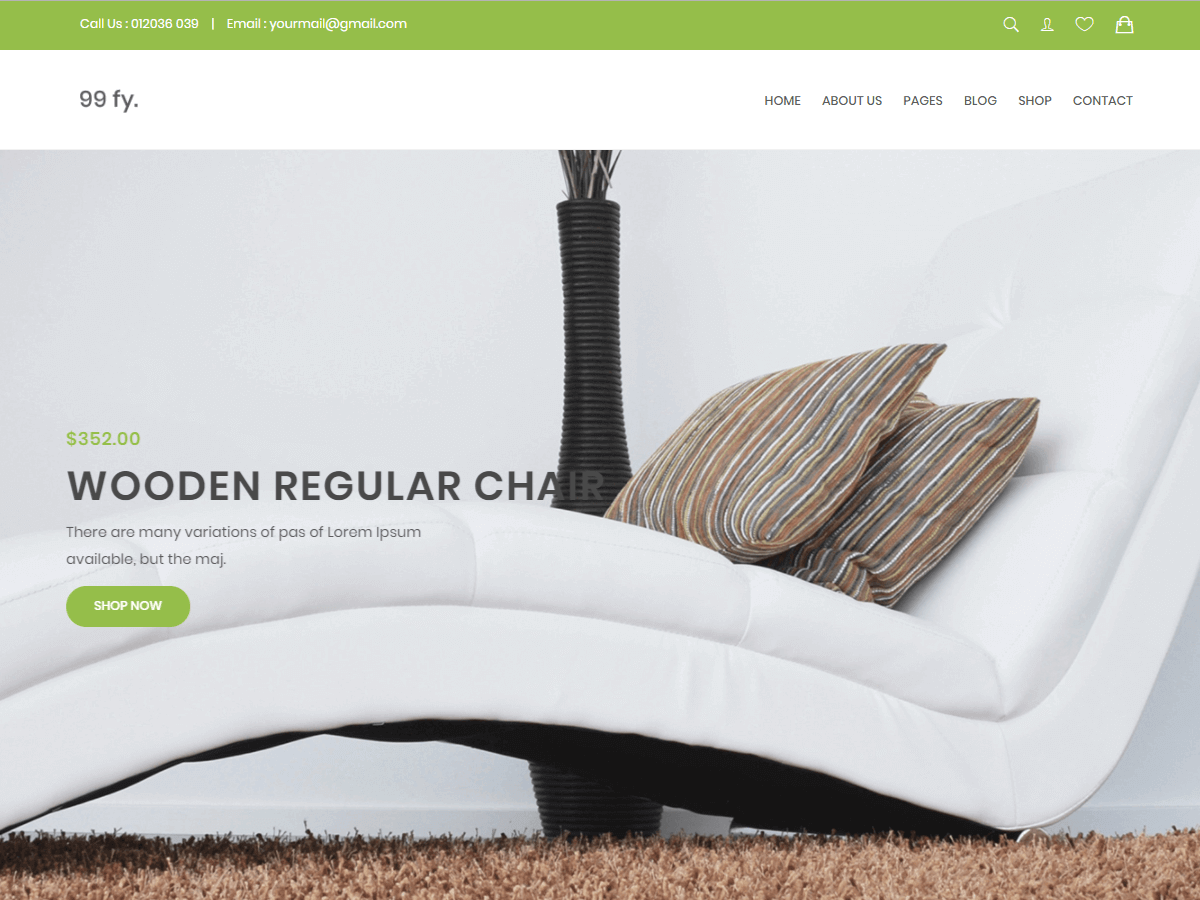 Call Us : 012036 039 | Email : yourmail@gmail.com
99 fy.
HOME ABOUT US PAGES BLOG SHOP CONTACT
$352.00
WOODEN REGULAR CHAIR
There are many variations of pas of Lorem Ipsum
available, but the maj.
SHOP NOW